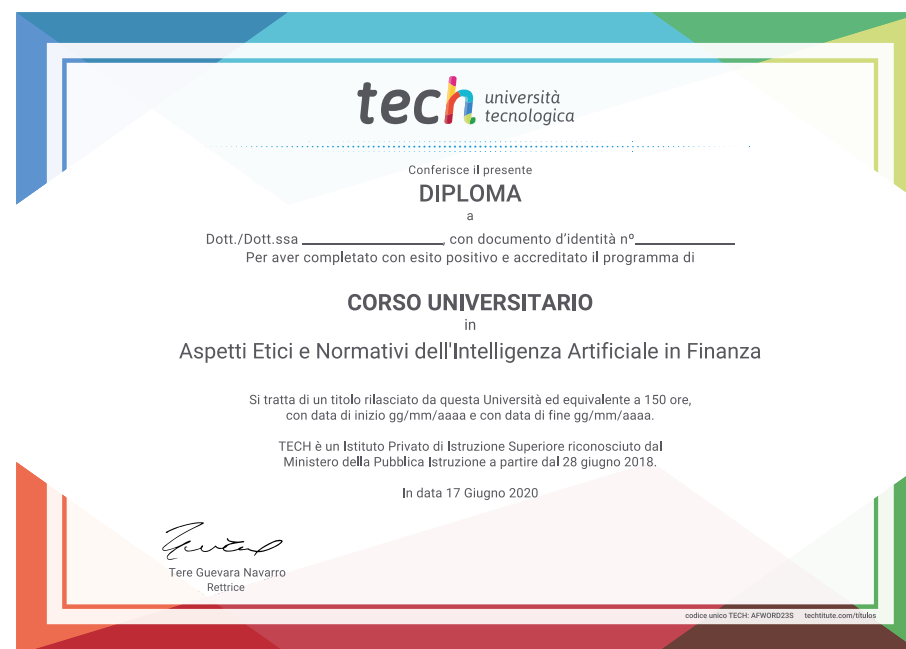 tech università
tecnologica
Conferisce il presente
DIPLOMA
a
Dott./Dott.ssa ____________________, con documento d'identità nº______________
Per aver completato con esito positivo e accreditato il programma di
CORSO UNIVERSITARIO
in
Aspetti Etici e Normativi dell'Intelligenza Artificiale in Finanza
Si tratta di un titolo rilasciato da questa Università ed equivalente a 150 ore,
con data di inizio gg/mm/aaaa e con data di fine gg/mm/aaaa.
TECH è un Istituto Privato di Istruzione Superiore riconosciuto dal
Ministero della Pubblica Istruzione a partire dal 28 giugno 2018.
In data 17 Giugno 2020
Tere Guevara Navarro
Rettrice
codice unico TECH: AFWORD23S techtitute.com/titulos